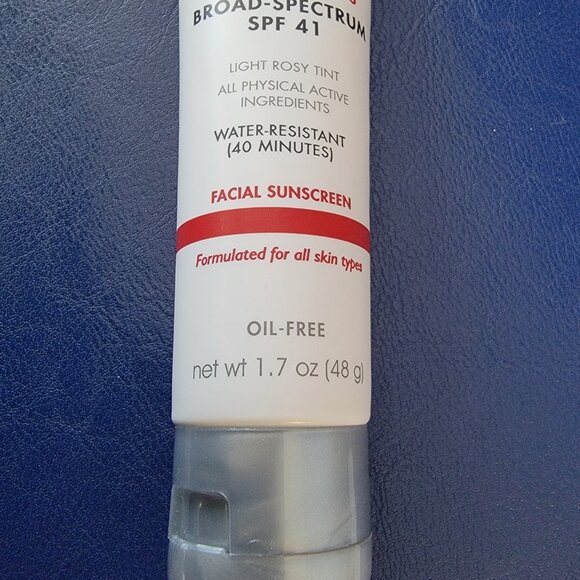 BROAD-SPECTRUM
SPF 41
LIGHT ROSY TINT
ALL PHYSICAL ACTIVE
INGREDIENTS
WATER-RESISTANT
(40 MINUTES)
FACIAL SUNSCREEN
Formulated for all skin types
OIL-FREE
net wt 1.7 oz (48 g)